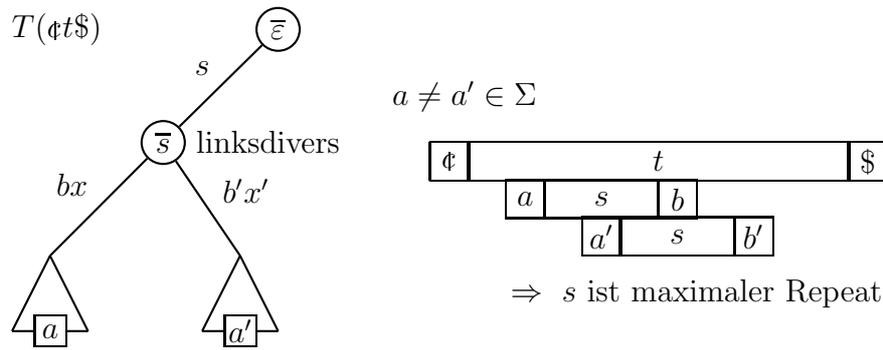 T(¢t$)
ε̅
s
s̅ linksdivers
bx
b′x′
a
a′
a ≠ a′ ∈ Σ
¢ t $
a s b
a′ s b′
⇒ s ist maximaler Repeat